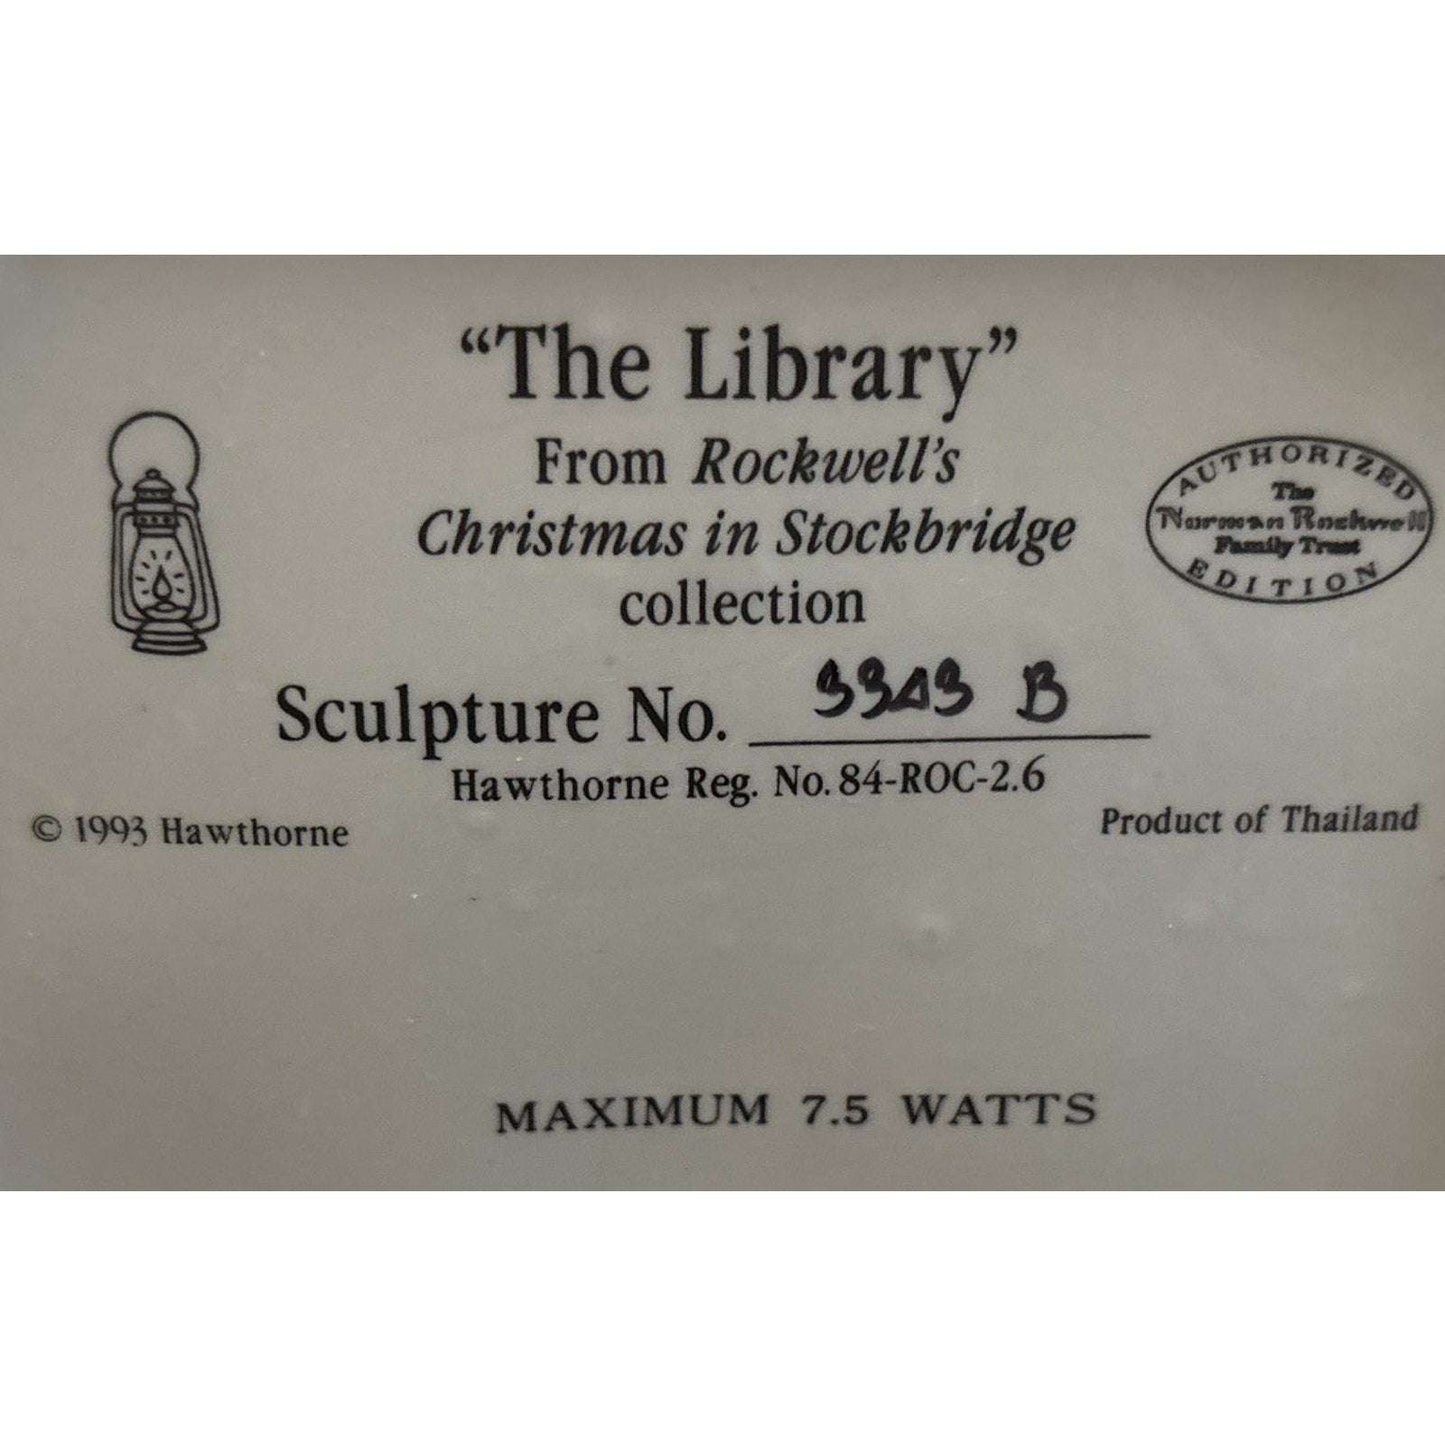 “The Library”
From Rockwell’s
Christmas in Stockbridge
collection
AUTHORIZED
The
Norman Rockwell
Family Trust
EDITION
Sculpture No. B
Hawthorne Reg. No. 84-ROC-2.6
© 1993 Hawthorne
Product of Thailand
MAXIMUM 7.5 WATTS